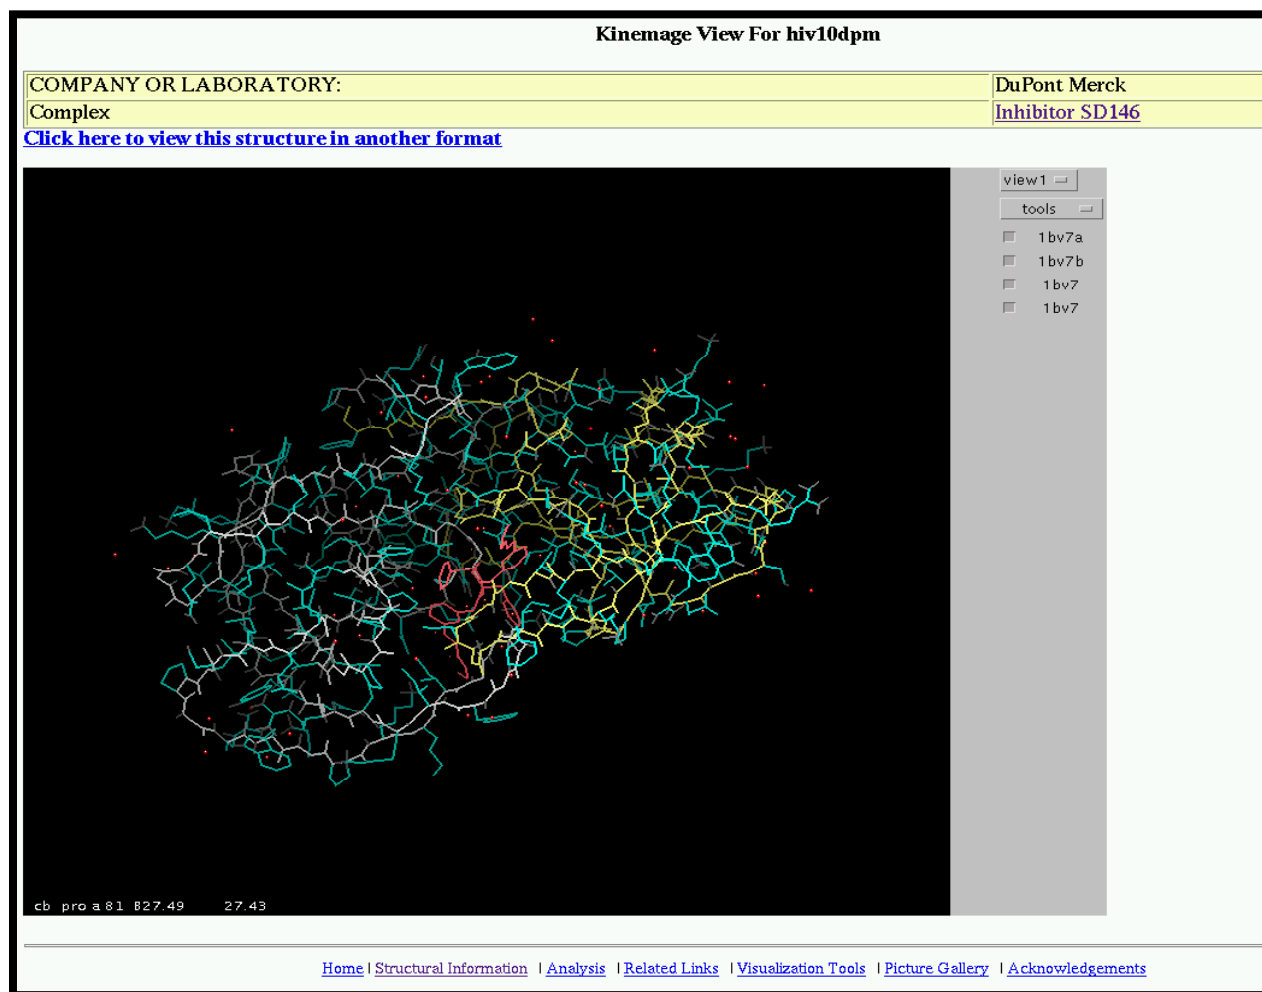 Kinemage View For hiv10dpm
COMPANY OR LABORATORY: DuPont Merck
Complex Inhibitor SD146
Click here to view this structure in another format
view1
tools
1bv7a
1bv7b
1bv7
1bv7
cb pro a 81 B27.49 27.43
Home | Structural Information | Analysis | Related Links | Visualization Tools | Picture Gallery | Acknowledgements